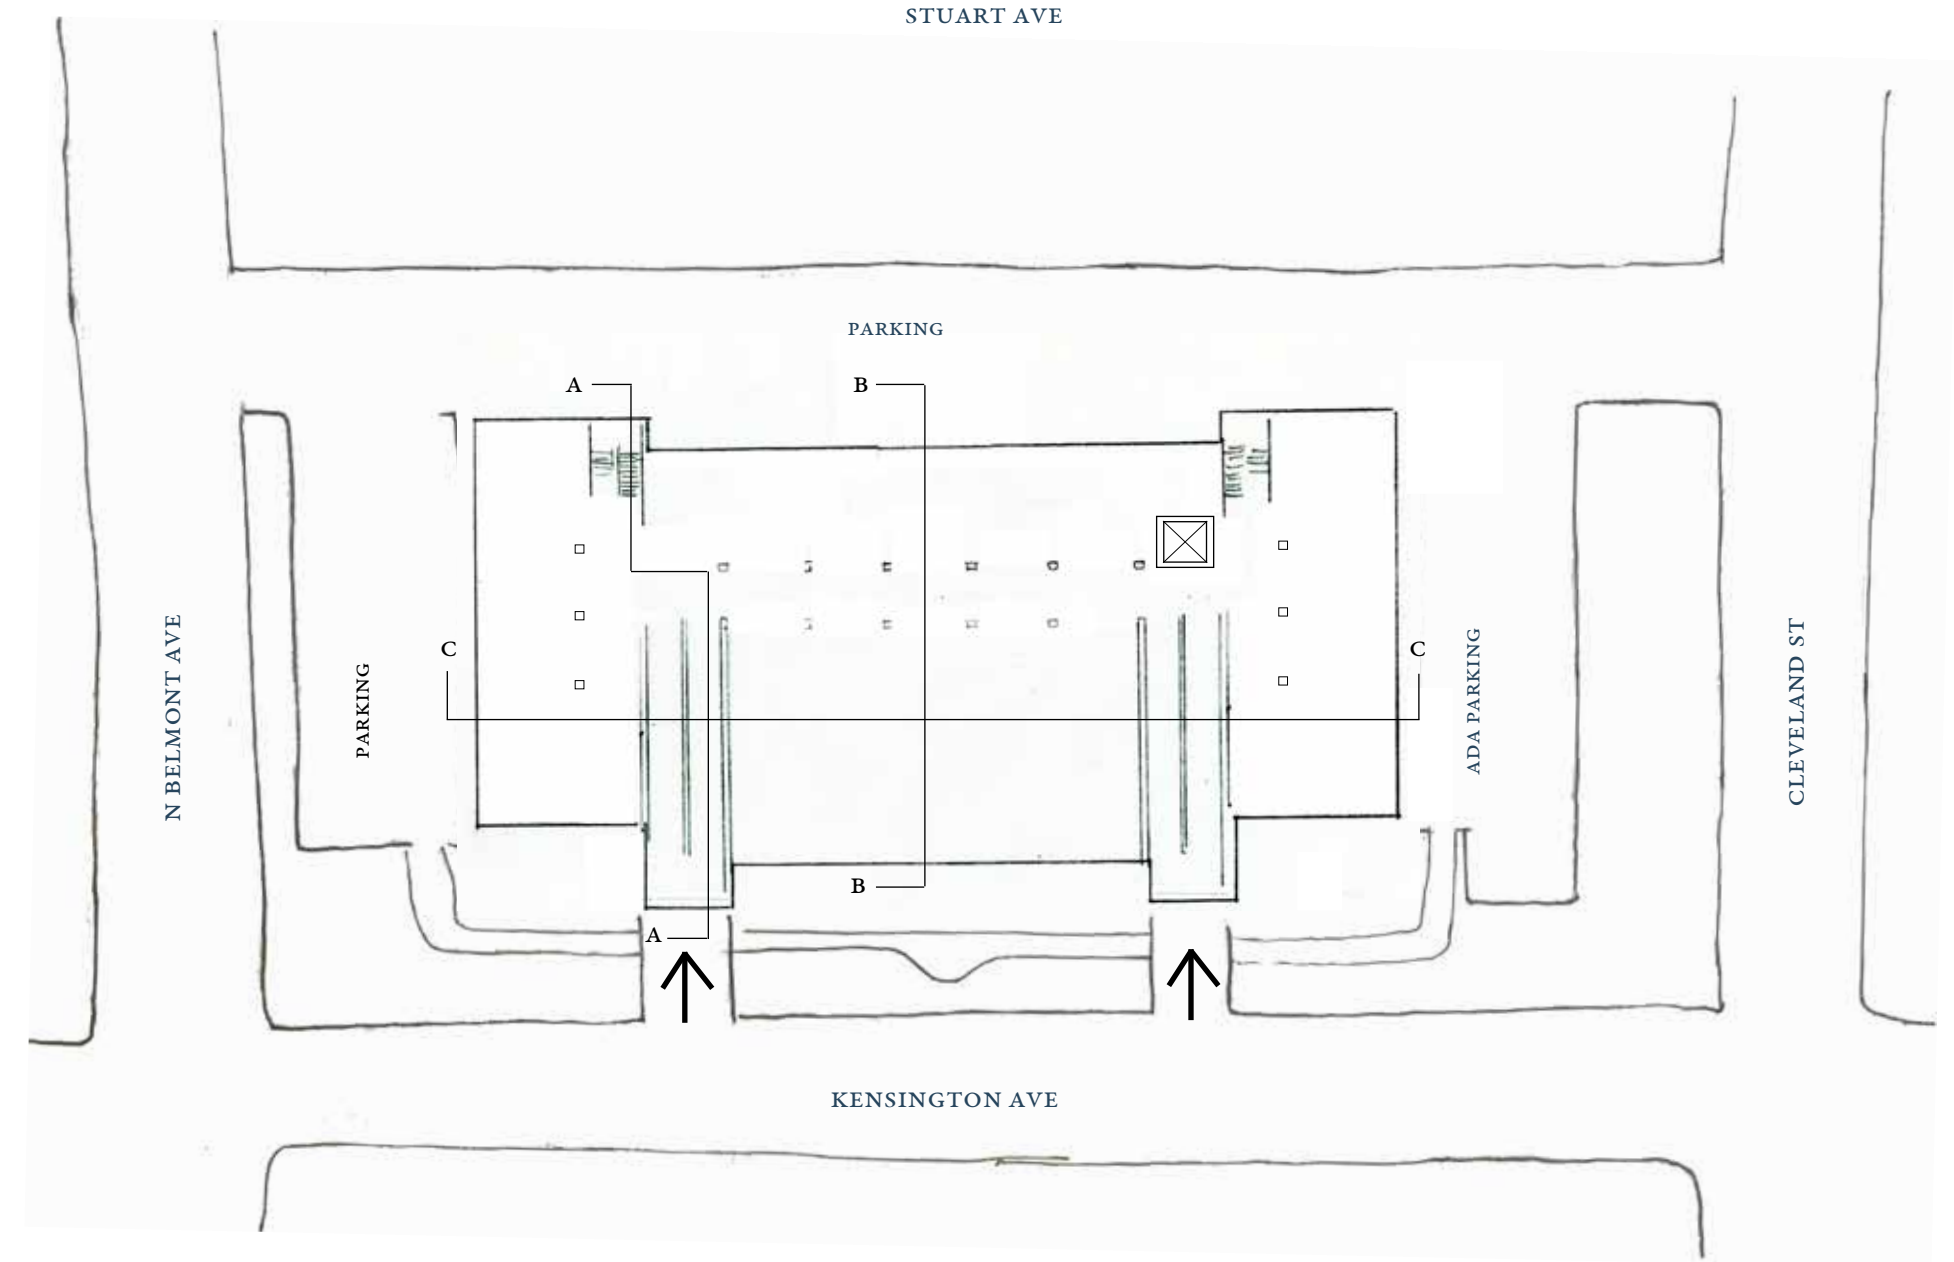 STUART AVE
PARKING
A
B
N BELMONT AVE
PARKING
C
C
ADA PARKING
CLEVELAND ST
B
A
KENSINGTON AVE